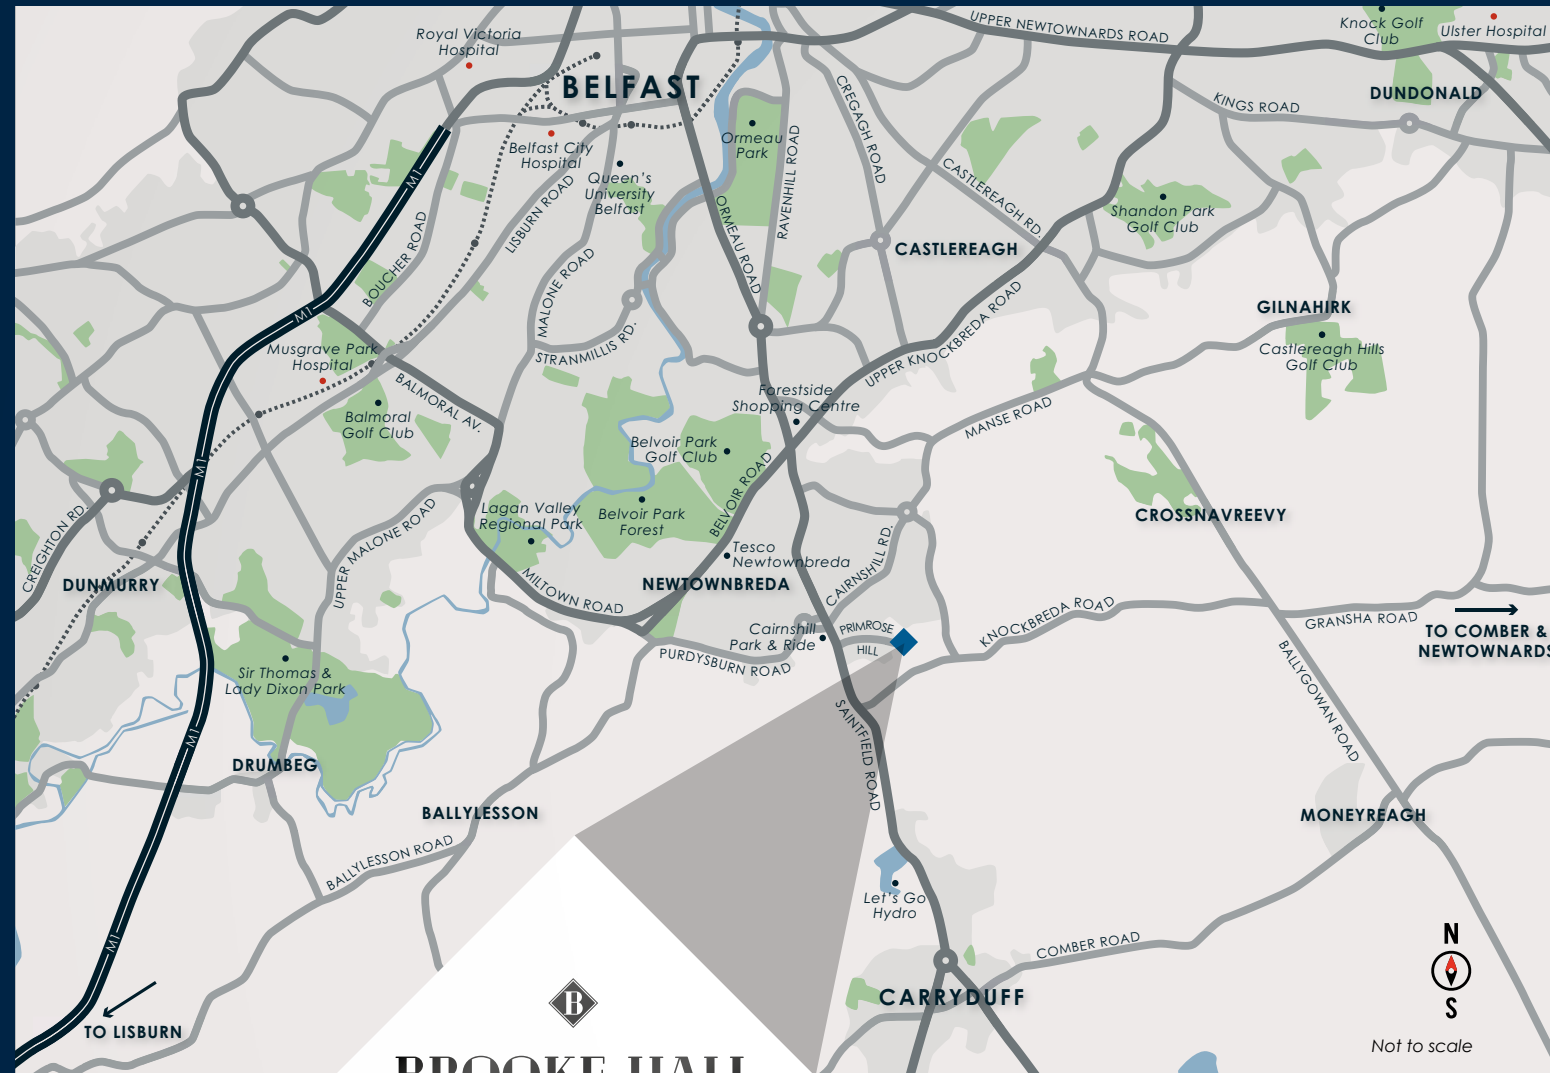 UPPER NEWTOWNARDS ROAD
Knock Golf
Club
Ulster Hospital
Royal Victoria
Hospital
BELFAST
DUNDONALD
KINGS ROAD
CREGAGH ROAD
Ormeau
Park
RAVENHILL ROAD
Belfast City
Hospital
Queen's
University
Belfast
M1
LISBURN ROAD
CASTLEREAGH RD.
Shandon Park
Golf Club
ORMEAU ROAD
CASTLEREAGH
BOUCHER ROAD
MALONE ROAD
M1
GILNAHIRK
UPPER KNOCKBREDA ROAD
STRANMILLIS RD.
Musgrave Park
Hospital
Castlereagh Hills
Golf Club
BALMORAL AV.
Forestside
Shopping Centre
Balmoral
Golf Club
MANSE ROAD
Belvoir Park
Golf Club
M1
BELVOIR ROAD
Lagan Valley
Regional Park
Belvoir Park
Forest
CROSSNAVREEVY
CREIGHTON RD.
UPPER MALONE ROAD
Tesco
Newtownbreda
CAIRNSHILL RD.
DUNMURRY
NEWTOWNBREDA
MILTOWN ROAD
KNOCKBREDA ROAD
GRANSHA ROAD
TO COMBER &
NEWTOWNARDS
Cairnshill
Park & Ride
PRIMROSE
HILL
PURDYSBURN ROAD
BALLYGOWAN ROAD
Sir Thomas &
Lady Dixon Park
SAINTFIELD ROAD
M1
DRUMBEG
BALLYLESSON
MONEYREAGH
BALLYLESSON ROAD
Let's Go
Hydro
M1
COMBER ROAD
N
S
CARRYDUFF
B
TO LISBURN
Not to scale
BROOKE HALL